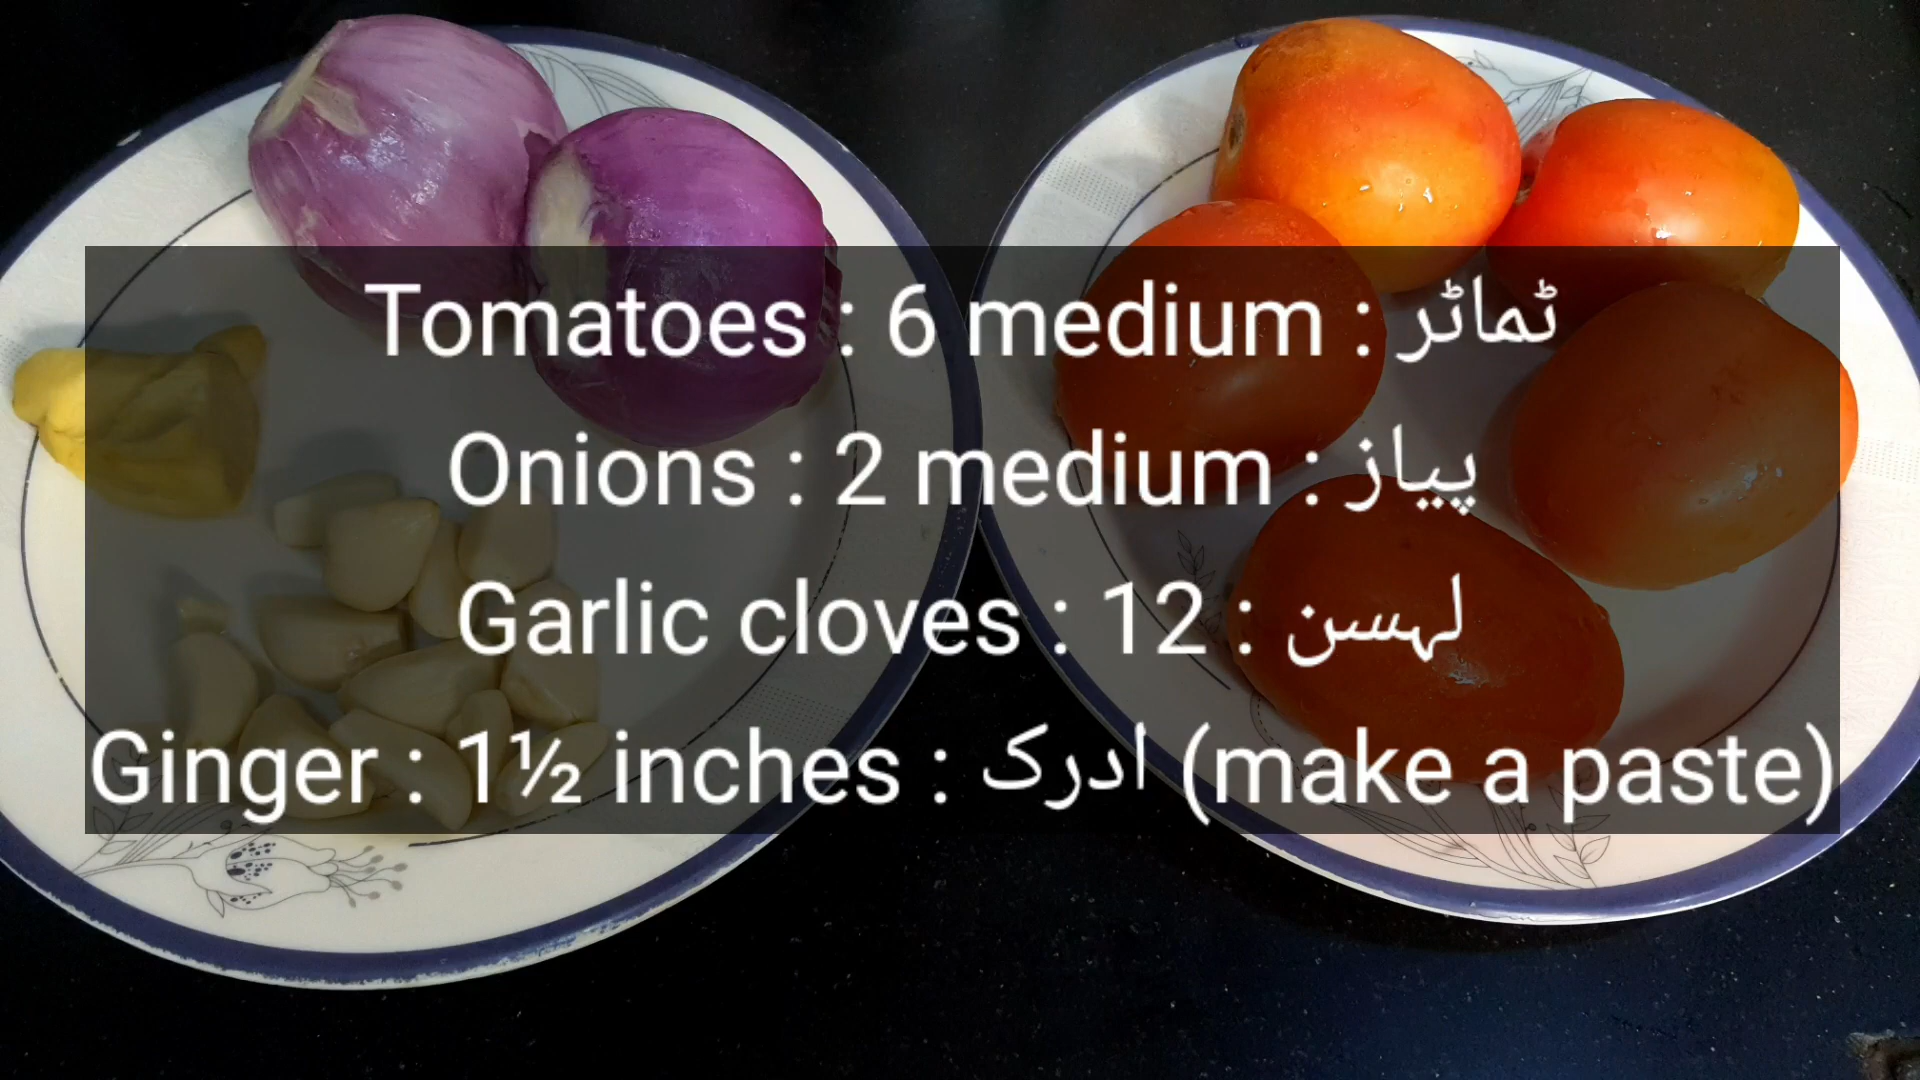 Tomatoes : 6 medium : ٹماٹر
Onions : 2 medium : پیاز
Garlic cloves : 12 : لہسن
Ginger : 1½ inches : ادرک (make a paste)